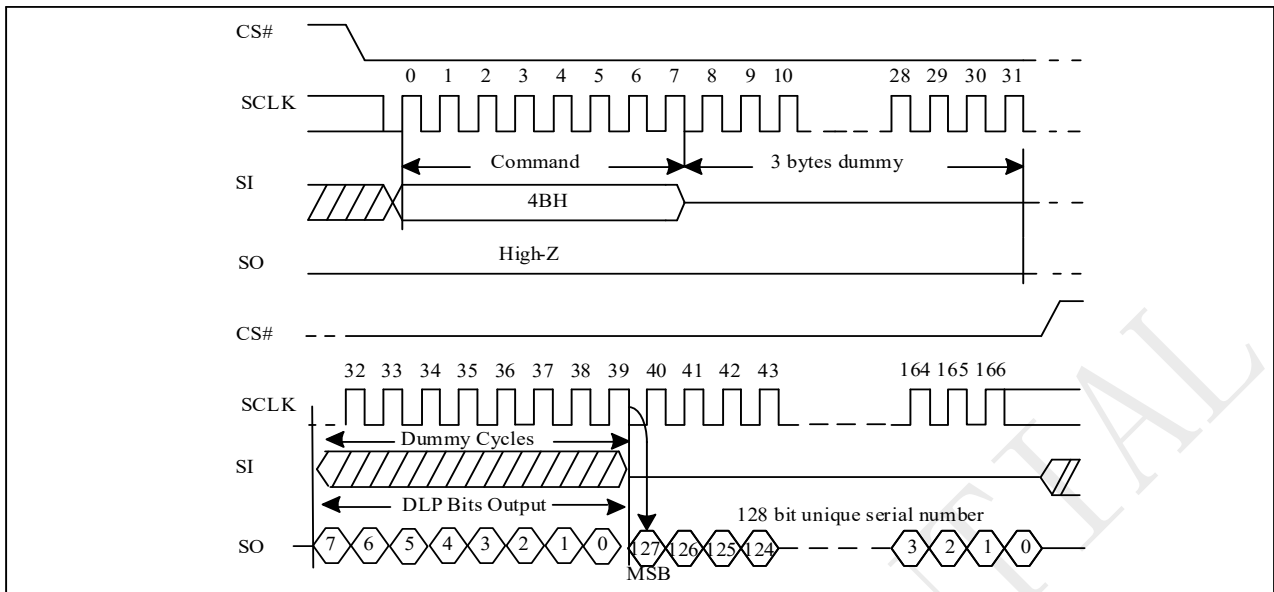 CS#
0 1 2 3 4 5 6 7 8 9 10 28 29 30 31
SCLK
Command 3 bytes dummy
SI
4BH
High-Z
SO
CS#
32 33 34 35 36 37 38 39 40 41 42 43 164 165 166
SCLK
Dummy Cycles
SI
DLP Bits Output 128 bit unique serial number
SO 7 6 5 4 3 2 1 0 127 126 125 124 3 2 1 0
MSB
TIAL